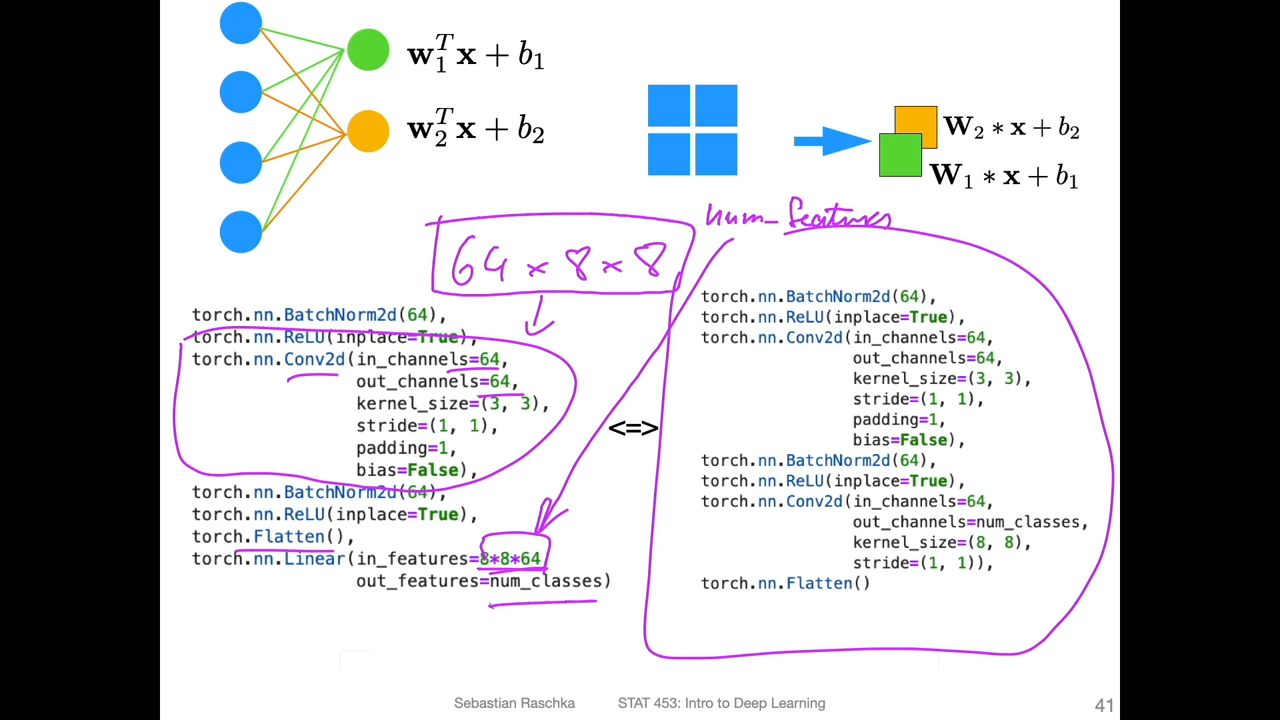 w₁ᵀx + b₁
w₂ᵀx + b₂
W₂ ∗ x + b₂
W₁ ∗ x + b₁
num_features
64 × 8 × 8
torch.nn.BatchNorm2d(64),
torch.nn.ReLU(inplace=True),
torch.nn.Conv2d(in_channels=64,
out_channels=64,
kernel_size=(3, 3),
stride=(1, 1),
padding=1,
bias=False),
torch.nn.BatchNorm2d(64),
torch.nn.ReLU(inplace=True),
torch.Flatten(),
torch.nn.Linear(in_features=8*8*64
out_features=num_classes)
<=>
torch.nn.BatchNorm2d(64),
torch.nn.ReLU(inplace=True),
torch.nn.Conv2d(in_channels=64,
out_channels=64,
kernel_size=(3, 3),
stride=(1, 1),
padding=1,
bias=False),
torch.nn.BatchNorm2d(64),
torch.nn.ReLU(inplace=True),
torch.nn.Conv2d(in_channels=64,
out_channels=num_classes,
kernel_size=(8, 8),
stride=(1, 1)),
torch.nn.Flatten()
Sebastian Raschka STAT 453: Intro to Deep Learning 41